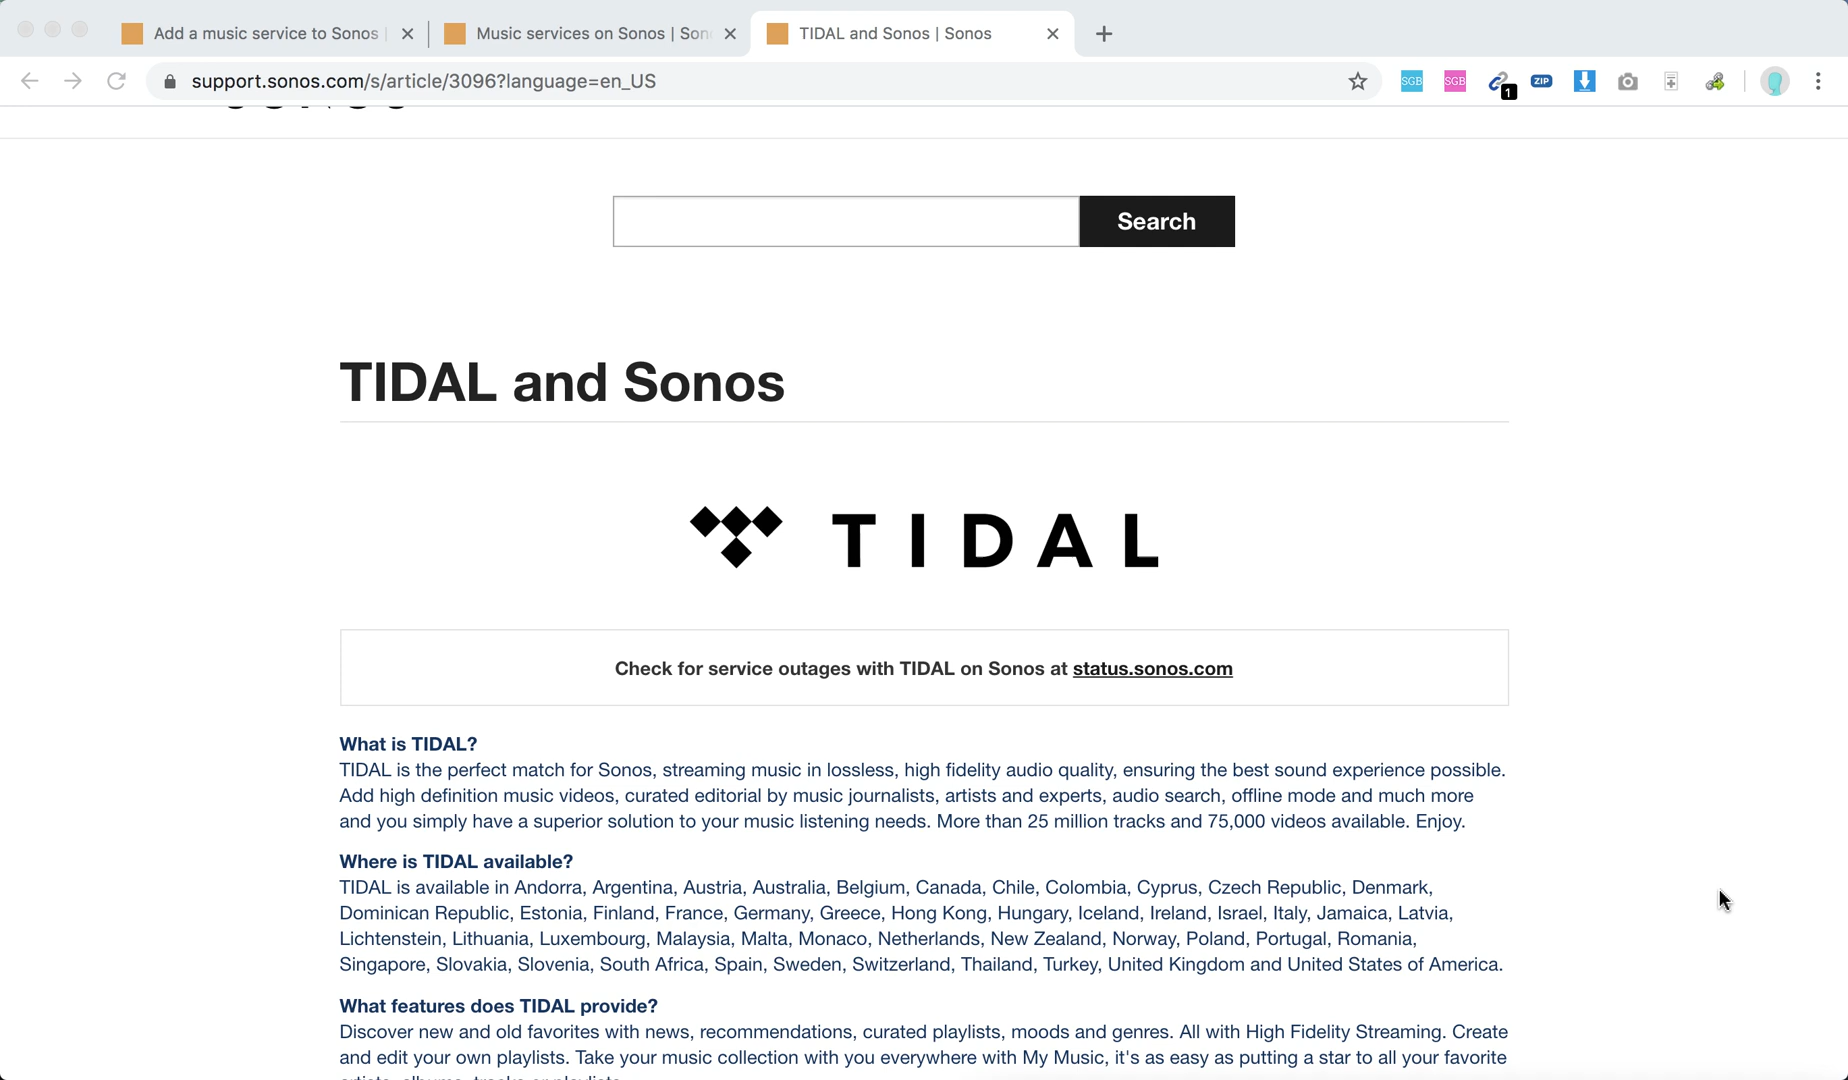 Add a music service to Sonos
Music services on Sonos | Son
TIDAL and Sonos | Sonos
support.sonos.com/s/article/3096?language=en_US
SGB
SGB
1
ZIP
Search
TIDAL and Sonos
TIDAL
Check for service outages with TIDAL on Sonos at status.sonos.com
What is TIDAL?
TIDAL is the perfect match for Sonos, streaming music in lossless, high fidelity audio quality, ensuring the best sound experience possible.
Add high definition music videos, curated editorial by music journalists, artists and experts, audio search, offline mode and much more
and you simply have a superior solution to your music listening needs. More than 25 million tracks and 75,000 videos available. Enjoy.
Where is TIDAL available?
TIDAL is available in Andorra, Argentina, Austria, Australia, Belgium, Canada, Chile, Colombia, Cyprus, Czech Republic, Denmark,
Dominican Republic, Estonia, Finland, France, Germany, Greece, Hong Kong, Hungary, Iceland, Ireland, Israel, Italy, Jamaica, Latvia,
Lichtenstein, Lithuania, Luxembourg, Malaysia, Malta, Monaco, Netherlands, New Zealand, Norway, Poland, Portugal, Romania,
Singapore, Slovakia, Slovenia, South Africa, Spain, Sweden, Switzerland, Thailand, Turkey, United Kingdom and United States of America.
What features does TIDAL provide?
Discover new and old favorites with news, recommendations, curated playlists, moods and genres. All with High Fidelity Streaming. Create
and edit your own playlists. Take your music collection with you everywhere with My Music, it's as easy as putting a star to all your favorite